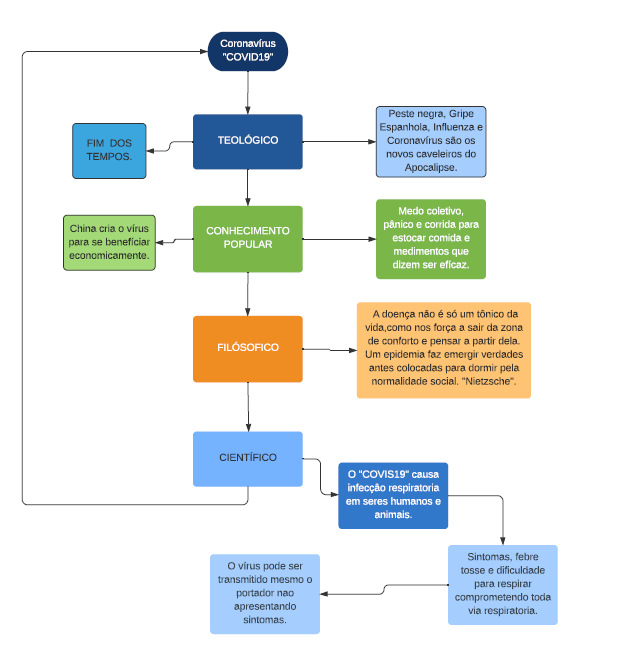 Coronavírus
"COVID19"
TEOLÓGICO
FIM  DOS
TEMPOS.
Peste negra, Gripe
Espanhola, Influenza e
Coronavírus são os
novos caveleiros do
Apocalipse.
CONHECIMENTO
POPULAR
China cria o vírus
para se benefíciar
economicamente.
Medo coletivo,
pânico e corrida para
estocar comida e
medimentos que
dizem ser efícaz.
FILÓSOFICO
A doença não é só um tônico da
vida,como nos força a sair da zona
de conforto e pensar a partir dela.
Um epidemia faz emergir verdades
antes colocadas para dormir pela
normalidade social. "Nietzsche".
CIENTÍFICO
O "COVIS19" causa
infecção respiratoria
em seres humanos e
animais.
Sintomas, febre
tosse e dificuldade
para respirar
comprometendo toda
via respiratoria.
O vírus pode ser
transmitido mesmo o
portador nao
apresentando
sintomas.